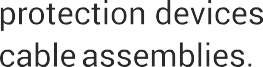 protection devices
cable assemblies.